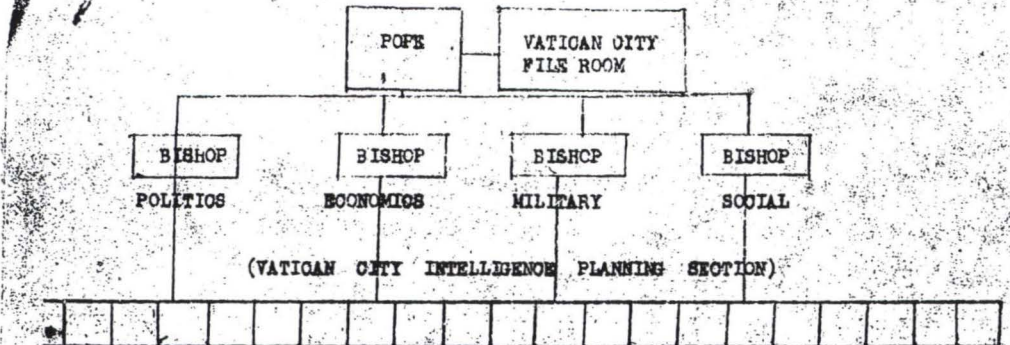 POPE
VATICAN CITY
FILE ROOM
BISHOP BISHOP BISHOP BISHOP
POLITICS ECONOMICS MILITARY SOCIAL
(VATICAN CITY INTELLIGENCE PLANNING SECTION)